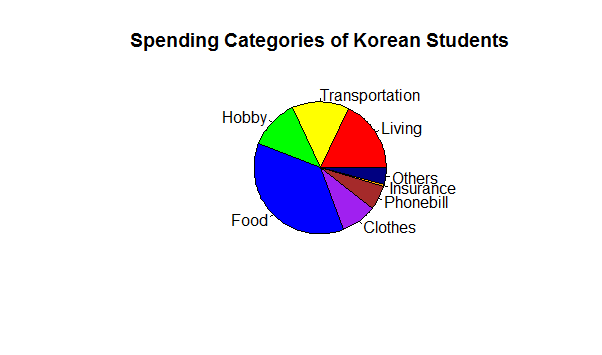 Spending Categories of Korean Students
Transportation
Hobby
Living
Others
Insurance
Phonebill
Food
Clothes